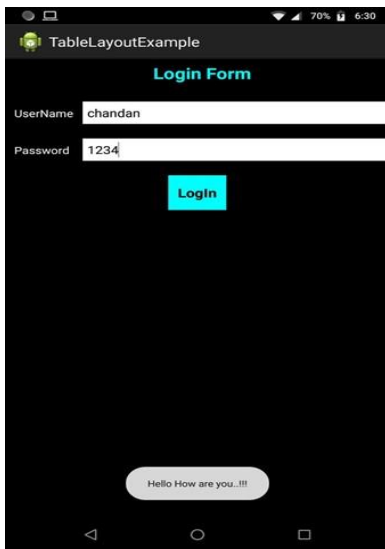 70% 6:30
TableLayoutExample
Login Form
UserName chandan
Password 1234
LogIn
Hello How are you..!!!